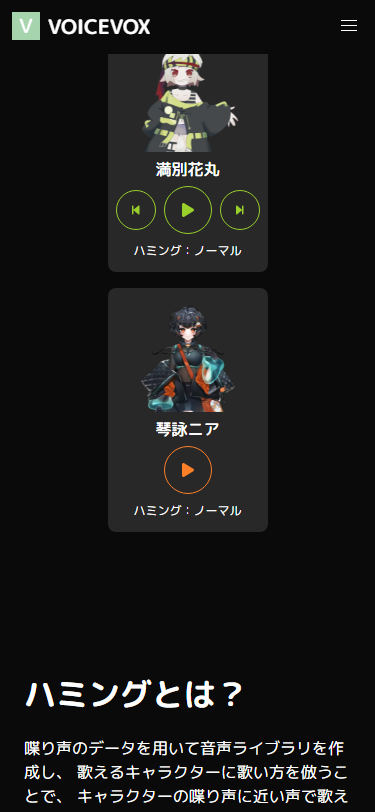 V VOICEVOX
満別花丸
ハミング：ノーマル
琴詠ニア
ハミング：ノーマル
ハミングとは？
喋り声のデータを用いて音声ライブラリを作
成し、 歌えるキャラクターに歌い方を倣うこ
とで、 キャラクターの喋り声に近い声で歌え